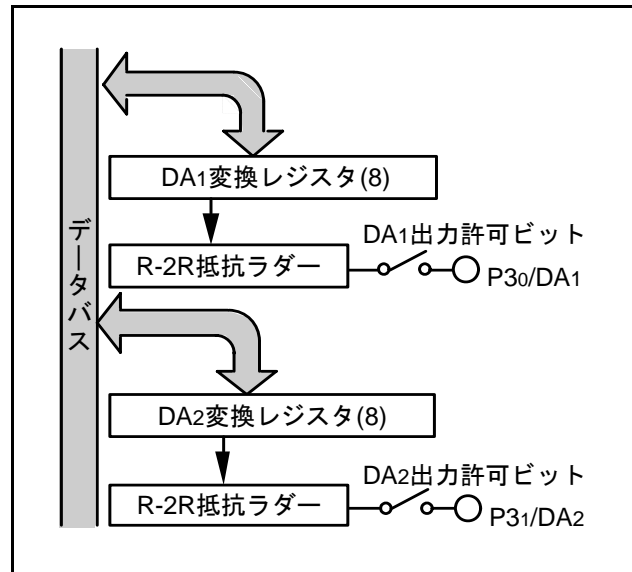 データバス
DA1変換レジスタ(8)
DA1出力許可ビット
R-2R抵抗ラダー
P30/DA1
DA2変換レジスタ(8)
DA2出力許可ビット
R-2R抵抗ラダー
P31/DA2